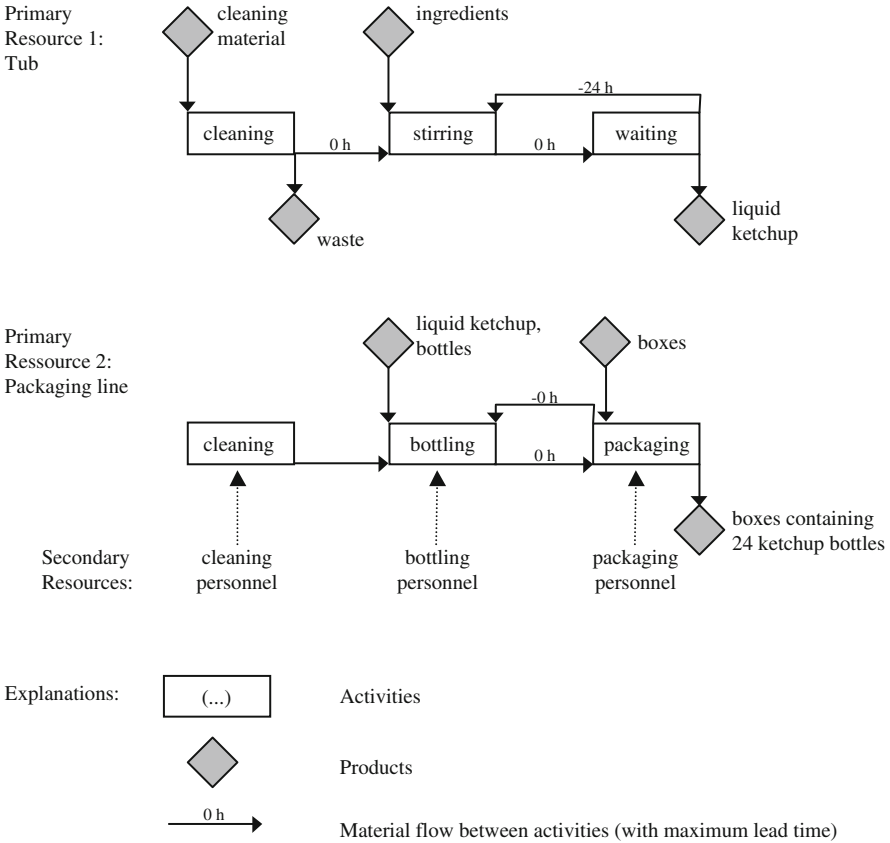 Primary
Resource 1:
Tub
cleaning
material
ingredients
-24 h
cleaning
0 h
stirring
0 h
waiting
waste
liquid
ketchup
Primary
Ressource 2:
Packaging line
liquid ketchup,
bottles
boxes
-0 h
cleaning
bottling
0 h
packaging
boxes containing
24 ketchup bottles
Secondary
Resources:
cleaning
personnel
bottling
personnel
packaging
personnel
Explanations:
(...)
Activities
Products
0 h
Material flow between activities (with maximum lead time)